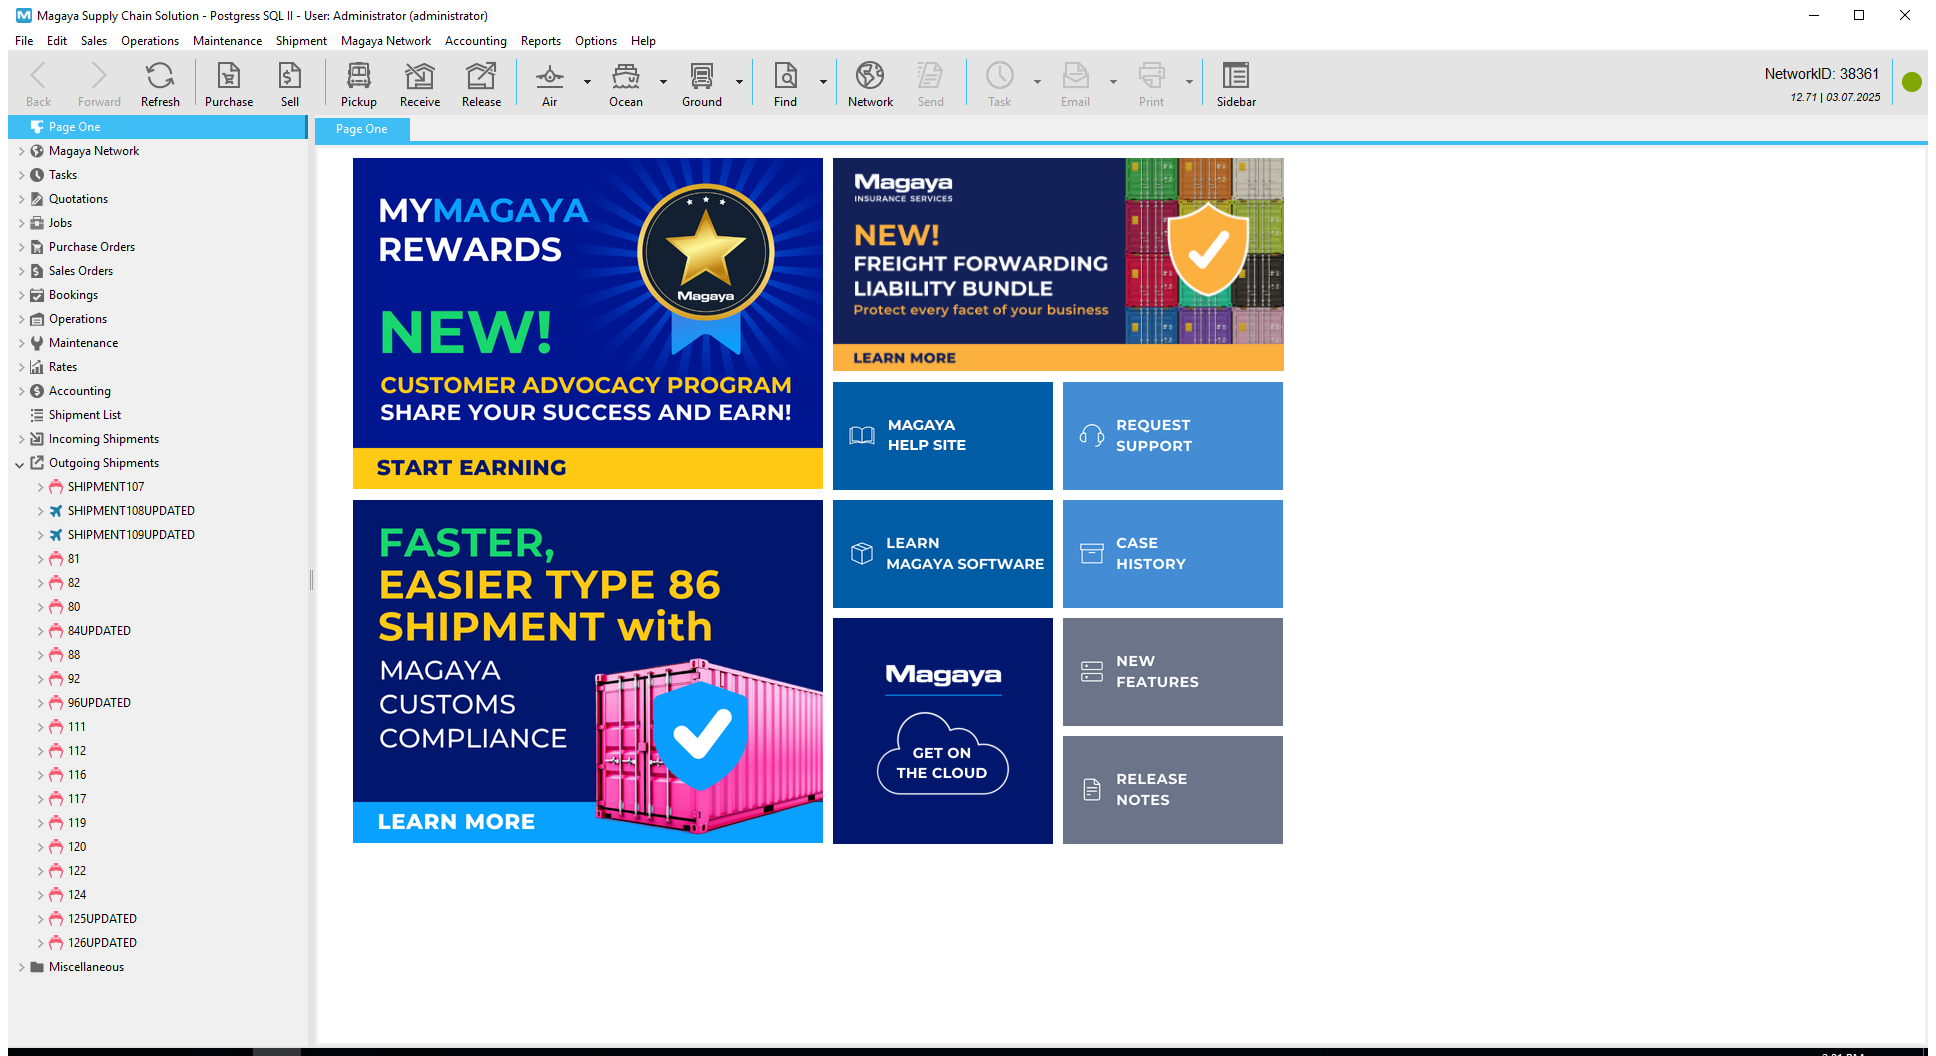 Magaya Supply Chain Solution - Postgress SQL II - User: Administrator (administrator)
File Edit Sales Operations Maintenance Shipment Magaya Network Accounting Reports Options Help
Back Forward Refresh Purchase Sell Pickup Receive Release Air Ocean Ground Find Network Send Task Email Print Sidebar
NetworkID: 38361
12.71 | 03.07.2025
Page One
Magaya Network
Tasks
Quotations
Jobs
Purchase Orders
Sales Orders
Bookings
Operations
Maintenance
Rates
Accounting
Shipment List
Incoming Shipments
Outgoing Shipments
SHIPMENT107
SHIPMENT108UPDATED
SHIPMENT109UPDATED
81
82
80
84UPDATED
88
92
96UPDATED
111
112
116
117
119
120
122
124
125UPDATED
126UPDATED
Miscellaneous
Page One
MYMAGAYA
REWARDS
Magaya
NEW!
CUSTOMER ADVOCACY PROGRAM
SHARE YOUR SUCCESS AND EARN!
START EARNING
Magaya
INSURANCE SERVICES
NEW!
FREIGHT FORWARDING
LIABILITY BUNDLE
Protect every facet of your business
LEARN MORE
MAGAYA
HELP SITE
REQUEST
SUPPORT
FASTER,
EASIER TYPE 86
SHIPMENT with
MAGAYA
CUSTOMS
COMPLIANCE
LEARN MORE
LEARN
MAGAYA SOFTWARE
CASE
HISTORY
Magaya
GET ON
THE CLOUD
NEW
FEATURES
RELEASE
NOTES